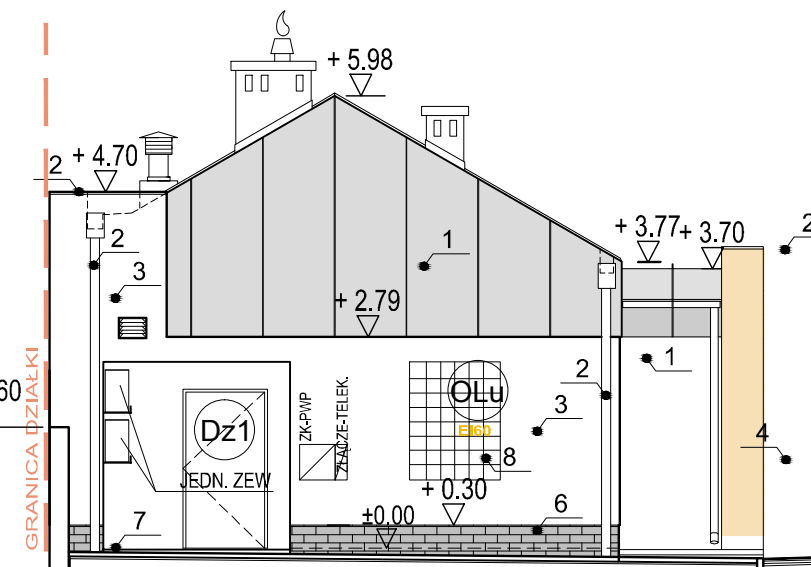 + 5.98
2
+ 4.70
2
3
1
+ 3.77
+ 3.70
2
+ 2.79
1
GRANICA DZIAŁKI
60
Dz1
JEDN. ZEW
ZK-PWP
ZŁĄCZE-TELEK.
OLu
EI60
2
3
8
4
+ 0.30
±0.00
6
7